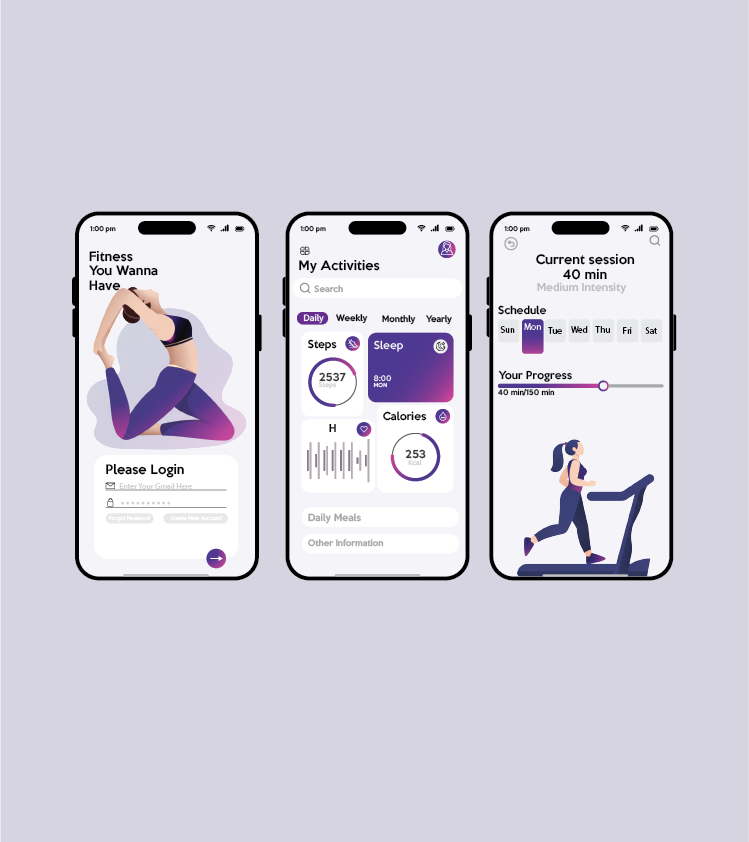 1:00 pm
Fitness
You Wanna
Have
Please Login
Enter Your Gmail Here
Forgot Password
Create New Account
1:00 pm
My Activities
Search
Daily
Weekly
Monthly
Yearly
Steps
2537
Steps
Sleep
8:00
MON
H
Calories
253
Kcal
Daily Meals
Other Information
1:00 pm
Current session
40 min
Medium Intensity
Schedule
Sun Mon Tue Wed Thu Fri Sat
Your Progress
40 min/150 min